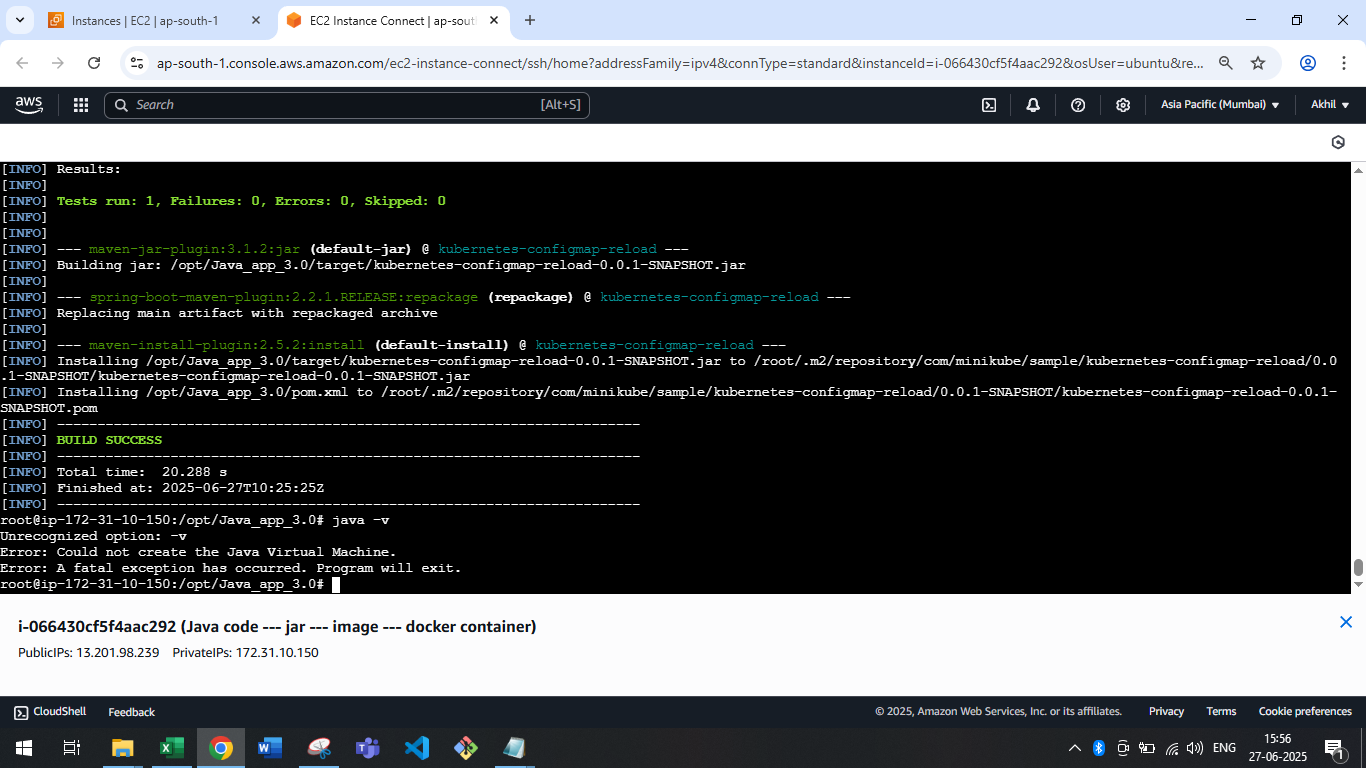 Instances | EC2 | ap-south-1
EC2 Instance Connect | ap-sout
ap-south-1.console.aws.amazon.com/ec2-instance-connect/ssh/home?addressFamily=ipv4&connType=standard&instanceId=i-066430cf5f4aac292&osUser=ubuntu&re...
aws
Search
[Alt+S]
Asia Pacific (Mumbai)
Akhil
[INFO] Results:
[INFO]
[INFO] Tests run: 1, Failures: 0, Errors: 0, Skipped: 0
[INFO]
[INFO]
[INFO] --- maven-jar-plugin:3.1.2:jar (default-jar) @ kubernetes-configmap-reload ---
[INFO] Building jar: /opt/Java_app_3.0/target/kubernetes-configmap-reload-0.0.1-SNAPSHOT.jar
[INFO]
[INFO] --- spring-boot-maven-plugin:2.2.1.RELEASE:repackage (repackage) @ kubernetes-configmap-reload ---
[INFO] Replacing main artifact with repackaged archive
[INFO]
[INFO] --- maven-install-plugin:2.5.2:install (default-install) @ kubernetes-configmap-reload ---
[INFO] Installing /opt/Java_app_3.0/target/kubernetes-configmap-reload-0.0.1-SNAPSHOT.jar to /root/.m2/repository/com/minikube/sample/kubernetes-configmap-reload/0.0.
1-SNAPSHOT/kubernetes-configmap-reload-0.0.1-SNAPSHOT.jar
[INFO] Installing /opt/Java_app_3.0/pom.xml to /root/.m2/repository/com/minikube/sample/kubernetes-configmap-reload/0.0.1-SNAPSHOT/kubernetes-configmap-reload-0.0.1-
SNAPSHOT.pom
[INFO] ------------------------------------------------------------------------
[INFO] BUILD SUCCESS
[INFO] ------------------------------------------------------------------------
[INFO] Total time:  20.288 s
[INFO] Finished at: 2025-06-27T10:25:25Z
[INFO] ------------------------------------------------------------------------
root@ip-172-31-10-150:/opt/Java_app_3.0# java -v
Unrecognized option: -v
Error: Could not create the Java Virtual Machine.
Error: A fatal exception has occurred. Program will exit.
root@ip-172-31-10-150:/opt/Java_app_3.0#
i-066430cf5f4aac292 (Java code --- jar --- image --- docker container)
PublicIPs: 13.201.98.239 PrivateIPs: 172.31.10.150
CloudShell
Feedback
© 2025, Amazon Web Services, Inc. or its affiliates.
Privacy
Terms
Cookie preferences
ENG
15:56
27-06-2025
1